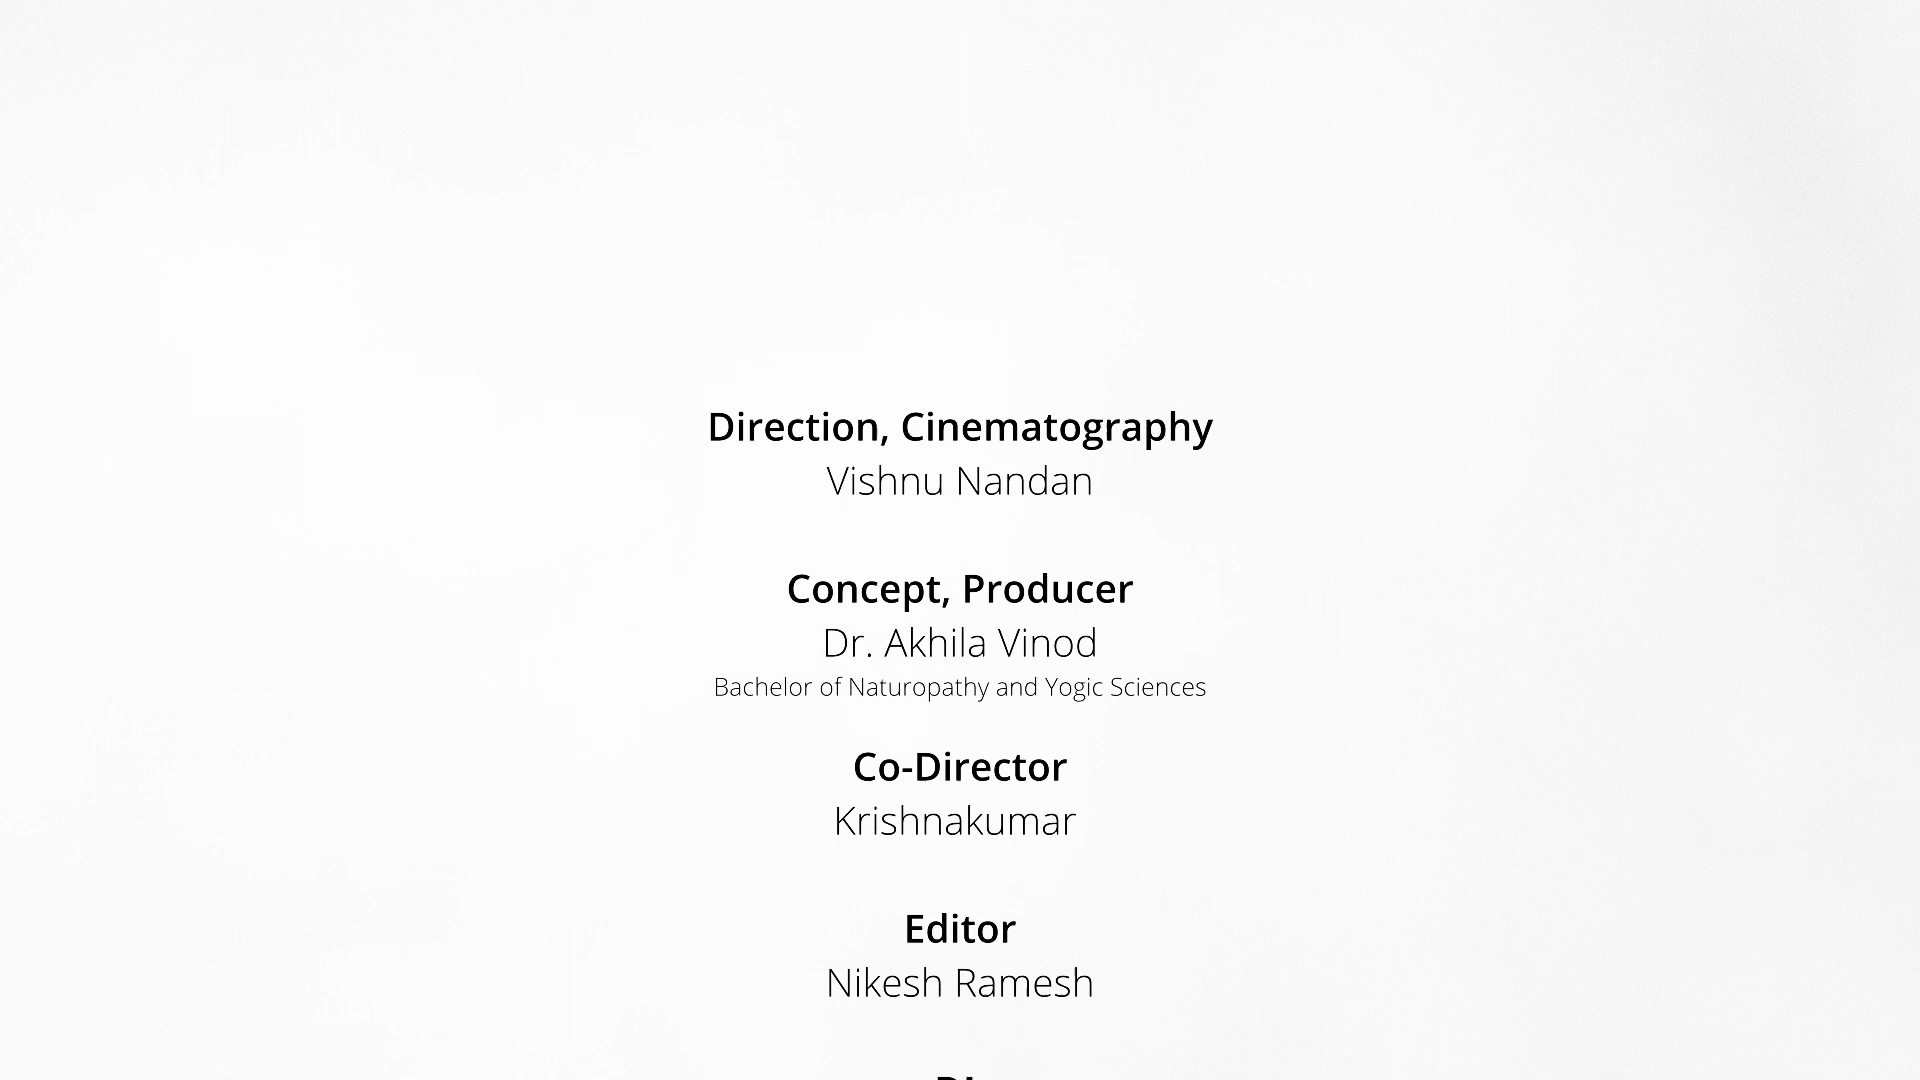 Direction, Cinematography
Vishnu Nandan
Concept, Producer
Dr. Akhila Vinod
Bachelor of Naturopathy and Yogic Sciences
Co-Director
Krishnakumar
Editor
Nikesh Ramesh